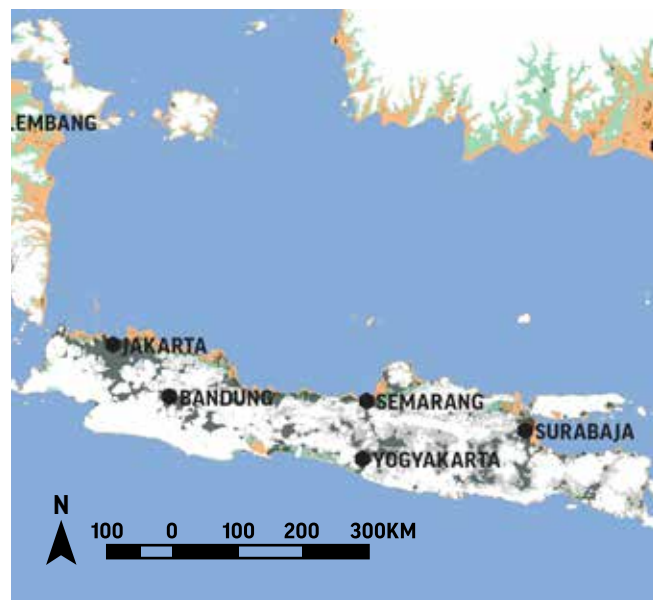 LEMBANG
JAKARTA
BANDUNG
SEMARANG
SURABAJA
YOGYAKARTA
N
100 0 100 200 300KM